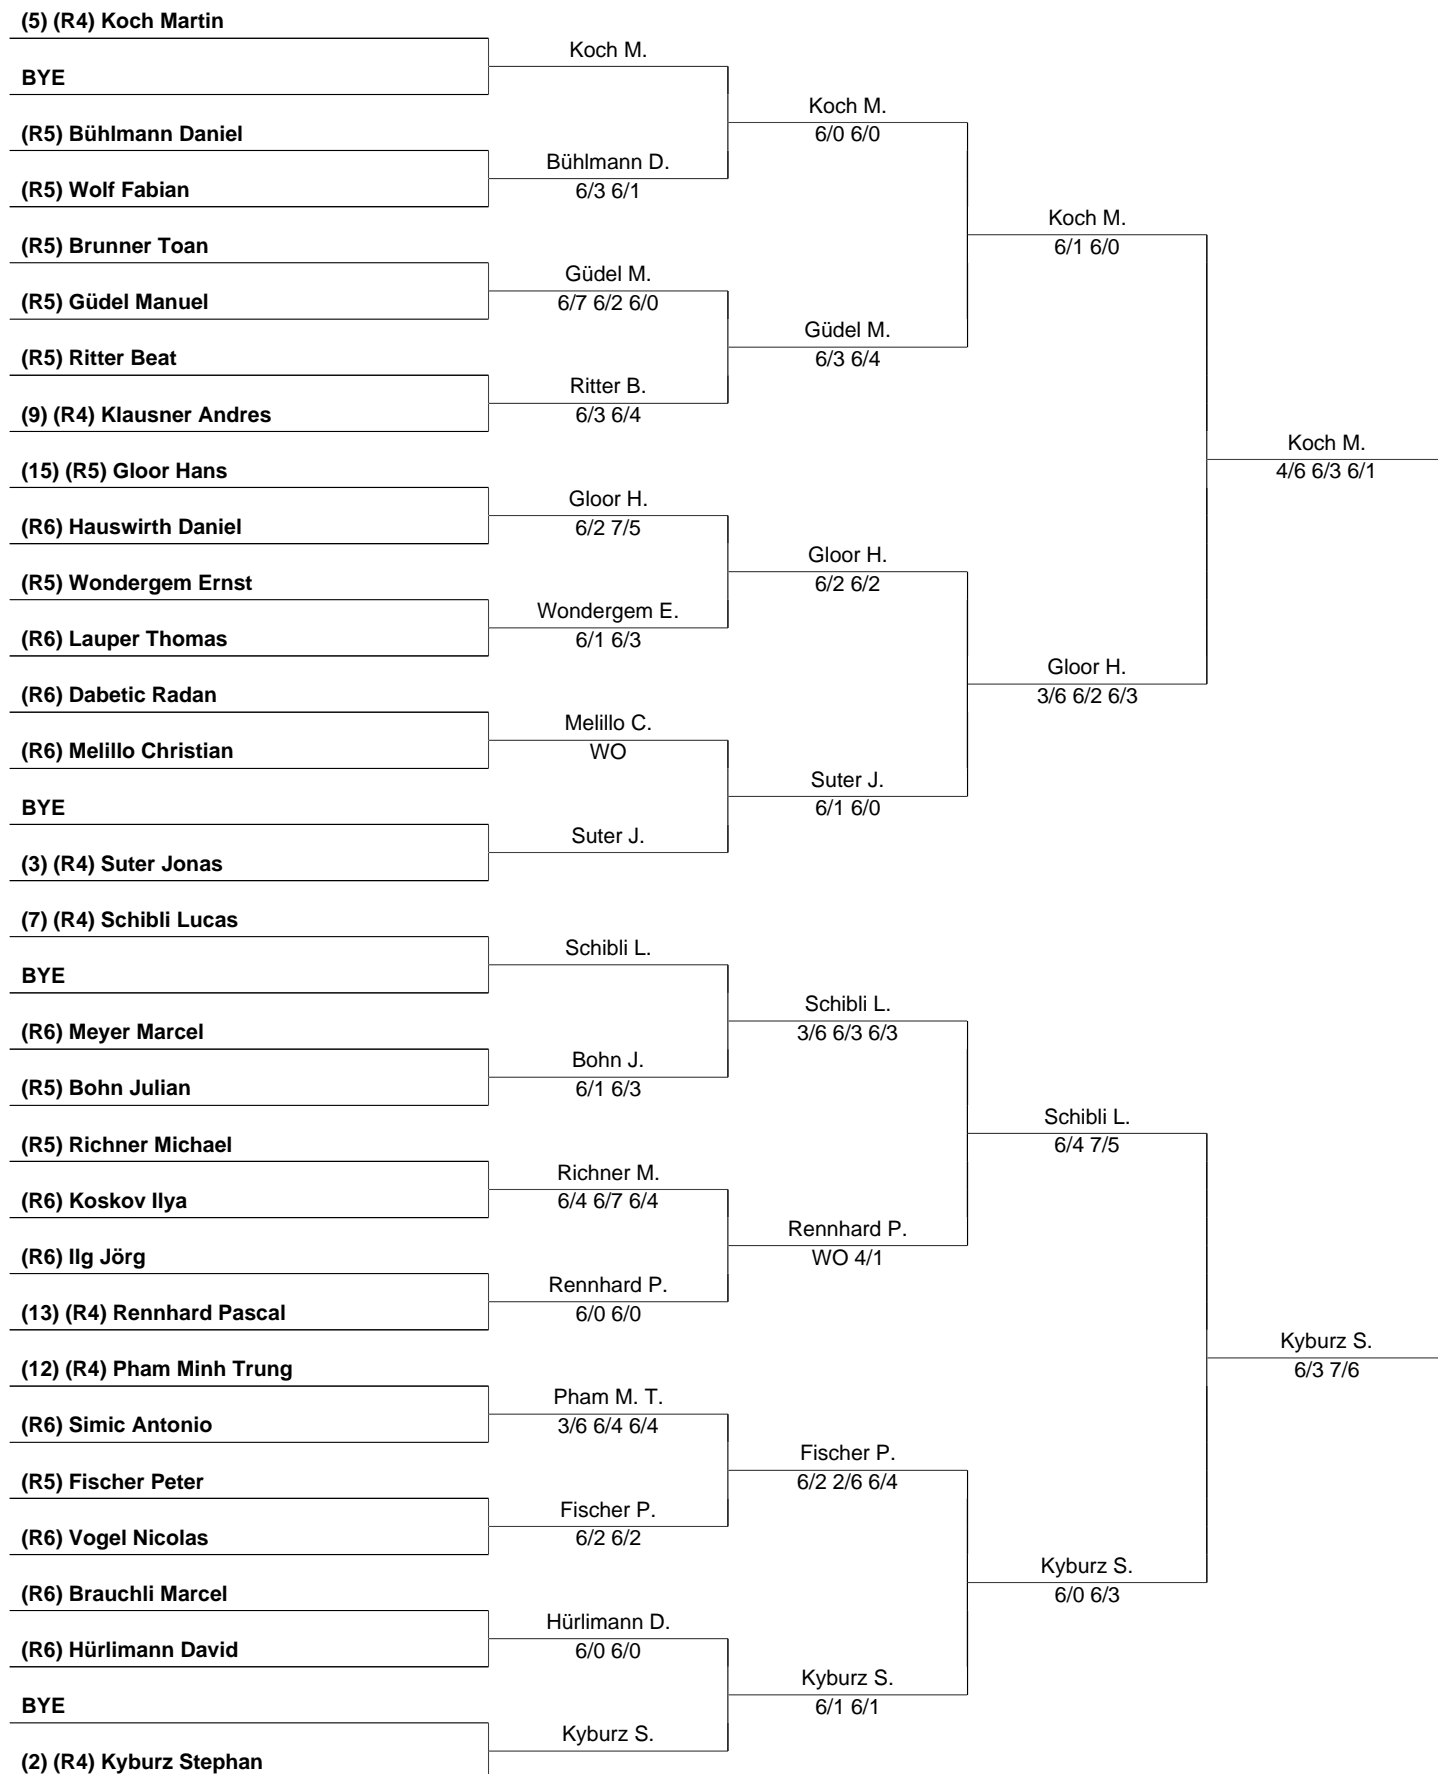 (5) (R4) Koch Martin
BYE
(R5) Bühlmann Daniel
(R5) Wolf Fabian
(R5) Brunner Toan
(R5) Güdel Manuel
(R5) Ritter Beat
(9) (R4) Klausner Andres
(15) (R5) Gloor Hans
(R6) Hauswirth Daniel
(R5) Wondergem Ernst
(R6) Lauper Thomas
(R6) Dabetic Radan
(R6) Melillo Christian
BYE
(3) (R4) Suter Jonas
(7) (R4) Schibli Lucas
BYE
(R6) Meyer Marcel
(R5) Bohn Julian
(R5) Richner Michael
(R6) Koskov Ilya
(R6) Ilg Jörg
(13) (R4) Rennhard Pascal
(12) (R4) Pham Minh Trung
(R6) Simic Antonio
(R5) Fischer Peter
(R6) Vogel Nicolas
(R6) Brauchli Marcel
(R6) Hürlimann David
BYE
(2) (R4) Kyburz Stephan
Koch M.
Bühlmann D.
6/3 6/1
Güdel M.
6/7 6/2 6/0
Ritter B.
6/3 6/4
Gloor H.
6/2 7/5
Wondergem E.
6/1 6/3
Melillo C.
WO
Suter J.
Schibli L.
Bohn J.
6/1 6/3
Richner M.
6/4 6/7 6/4
Rennhard P.
6/0 6/0
Pham M. T.
3/6 6/4 6/4
Fischer P.
6/2 6/2
Hürlimann D.
6/0 6/0
Kyburz S.
Koch M.
6/0 6/0
Güdel M.
6/3 6/4
Gloor H.
6/2 6/2
Suter J.
6/1 6/0
Schibli L.
3/6 6/3 6/3
Rennhard P.
WO 4/1
Fischer P.
6/2 2/6 6/4
Kyburz S.
6/1 6/1
Koch M.
6/1 6/0
Gloor H.
3/6 6/2 6/3
Schibli L.
6/4 7/5
Kyburz S.
6/0 6/3
Koch M.
4/6 6/3 6/1
Kyburz S.
6/3 7/6